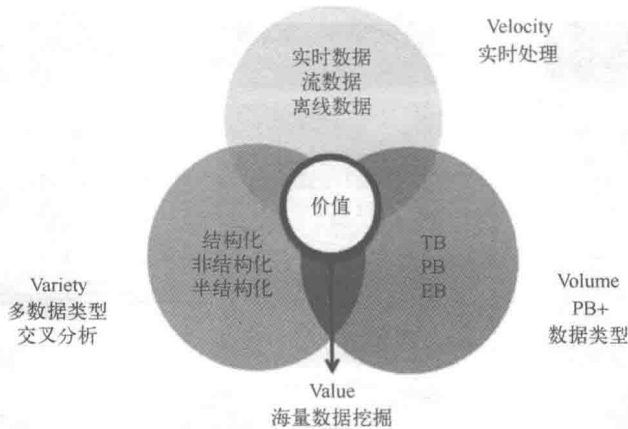 Velocity
实时处理
实时数据
流数据
离线数据
价值
结构化
非结构化
半结构化
TB
PB
EB
Variety
多数据类型
交叉分析
Volume
PB+
数据类型
Value
海量数据挖掘